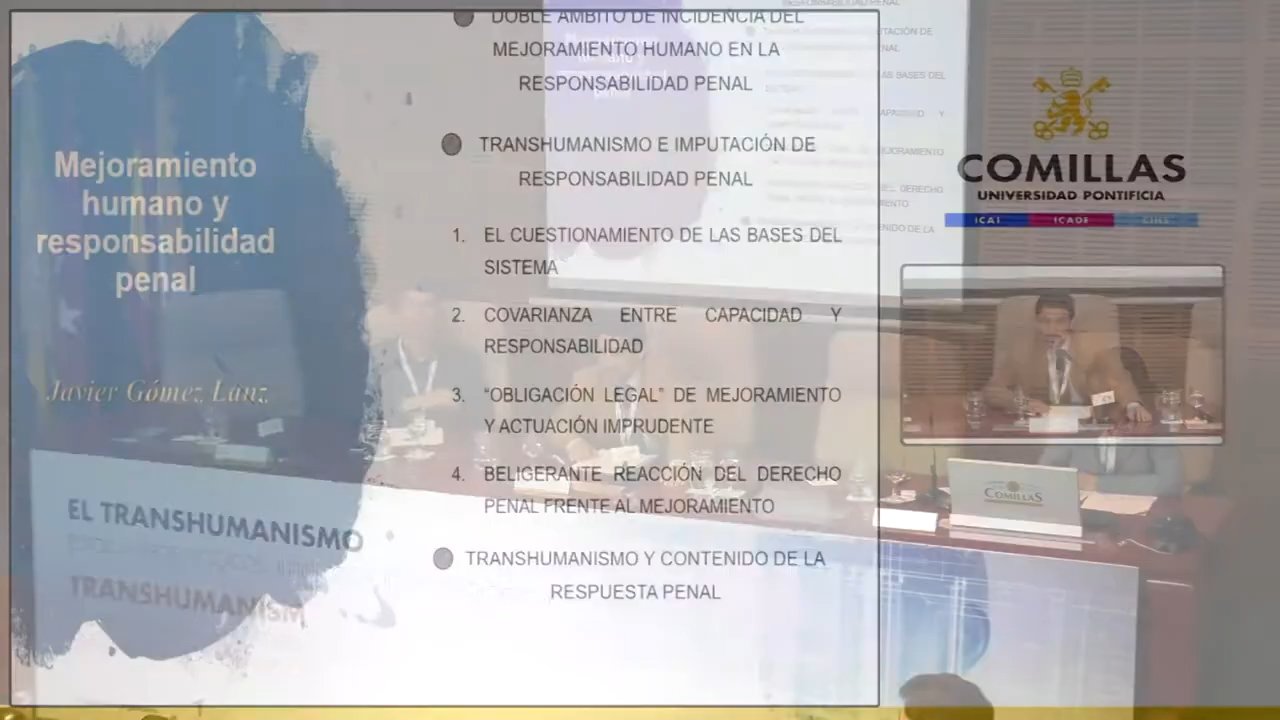 Mejoramiento
humano y
responsabilidad
penal
Javier Gómez Lanz
DOBLE ÁMBITO DE INCIDENCIA DEL
MEJORAMIENTO HUMANO EN LA
RESPONSABILIDAD PENAL
TRANSHUMANISMO E IMPUTACIÓN DE
RESPONSABILIDAD PENAL
1. EL CUESTIONAMIENTO DE LAS BASES DEL
SISTEMA
2. COVARIANZA ENTRE CAPACIDAD Y
RESPONSABILIDAD
3. “OBLIGACIÓN LEGAL” DE MEJORAMIENTO
Y ACTUACIÓN IMPRUDENTE
4. BELIGERANTE REACCIÓN DEL DERECHO
PENAL FRENTE AL MEJORAMIENTO
TRANSHUMANISMO Y CONTENIDO DE LA
RESPUESTA PENAL
EL TRANSHUMANISMO
TRANSHUMANISM
COMILLAS
UNIVERSIDAD PONTIFICIA
ICAI ICADE CIHS
COMILLAS